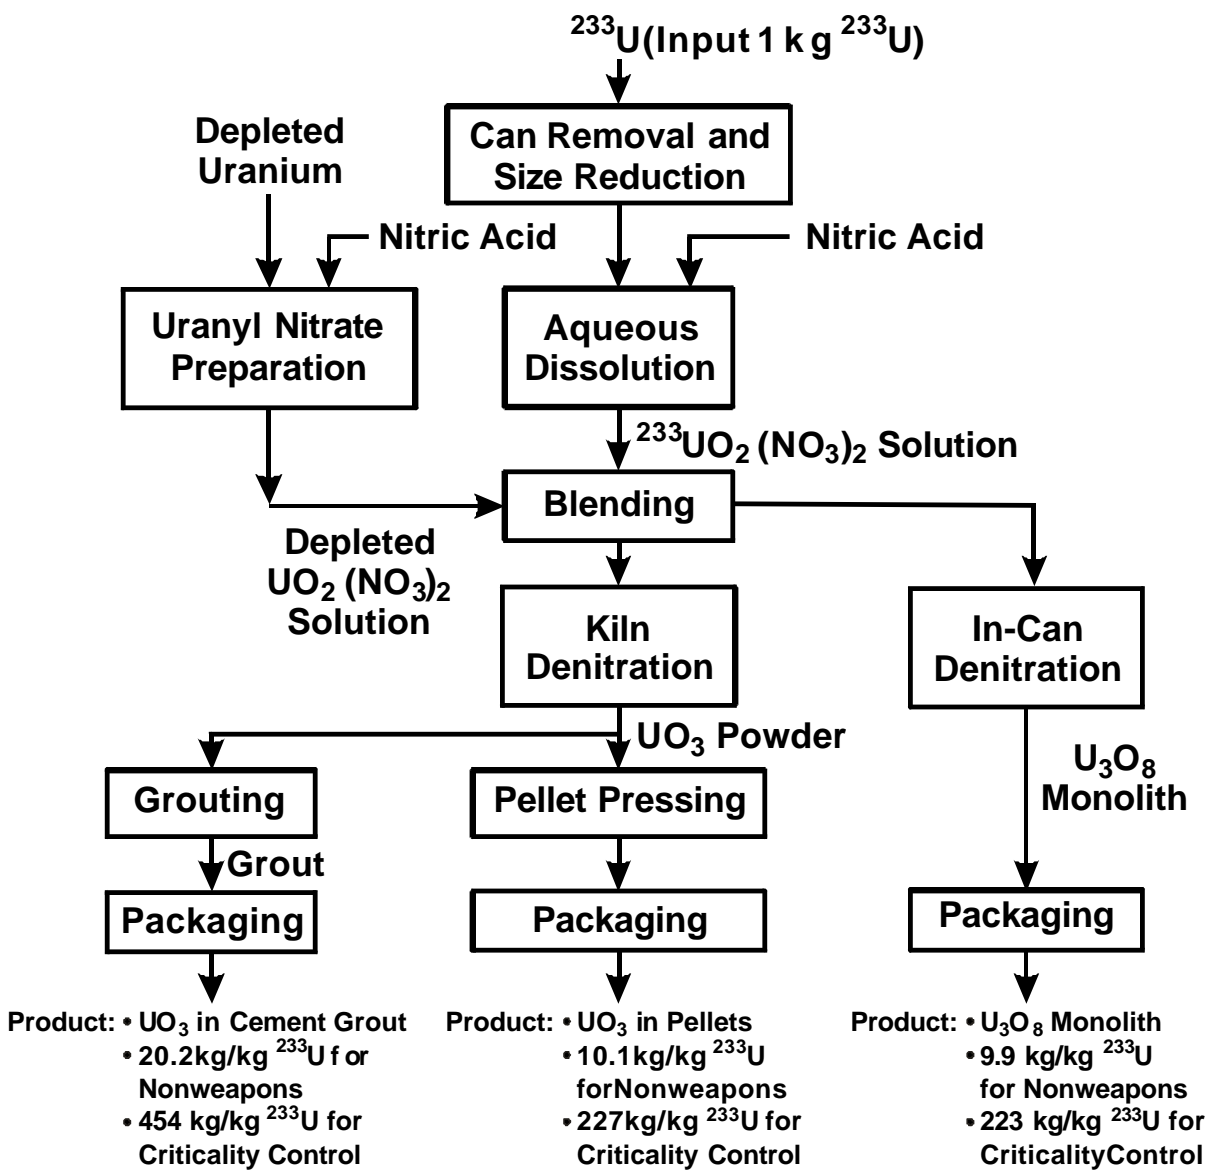 ²³³U(Input 1 kg ²³³U)
Can Removal and
Size Reduction
Depleted
Uranium
Nitric Acid
Nitric Acid
Uranyl Nitrate
Preparation
Aqueous
Dissolution
²³³UO₂ (NO₃)₂ Solution
Blending
Depleted
UO₂ (NO₃)₂
Solution
Kiln
Denitration
In-Can
Denitration
UO₃ Powder
U₃O₈
Monolith
Grouting
Pellet Pressing
Grout
Packaging
Packaging
Packaging
Product: • UO₃ in Cement Grout
• 20.2kg/kg ²³³U for
Nonweapons
• 454 kg/kg ²³³U for
Criticality Control
Product: • UO₃ in Pellets
• 10.1kg/kg ²³³U
forNonweapons
• 227kg/kg ²³³U for
Criticality Control
Product: • U₃O₈ Monolith
• 9.9 kg/kg ²³³U
for Nonweapons
• 223 kg/kg ²³³U for
CriticalityControl